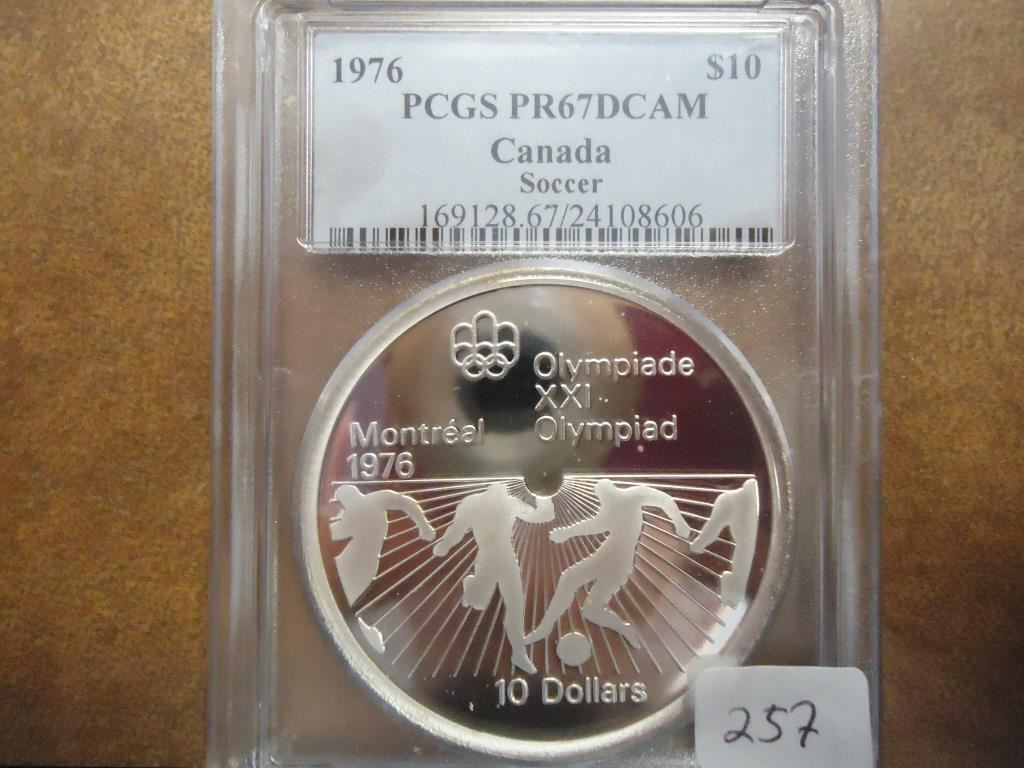 1976 $10
PCGS PR67DCAM
Canada
Soccer
169128.67/24108606
Olympiade
XXI
Olympiad
Montréal
1976
10 Dollars
257